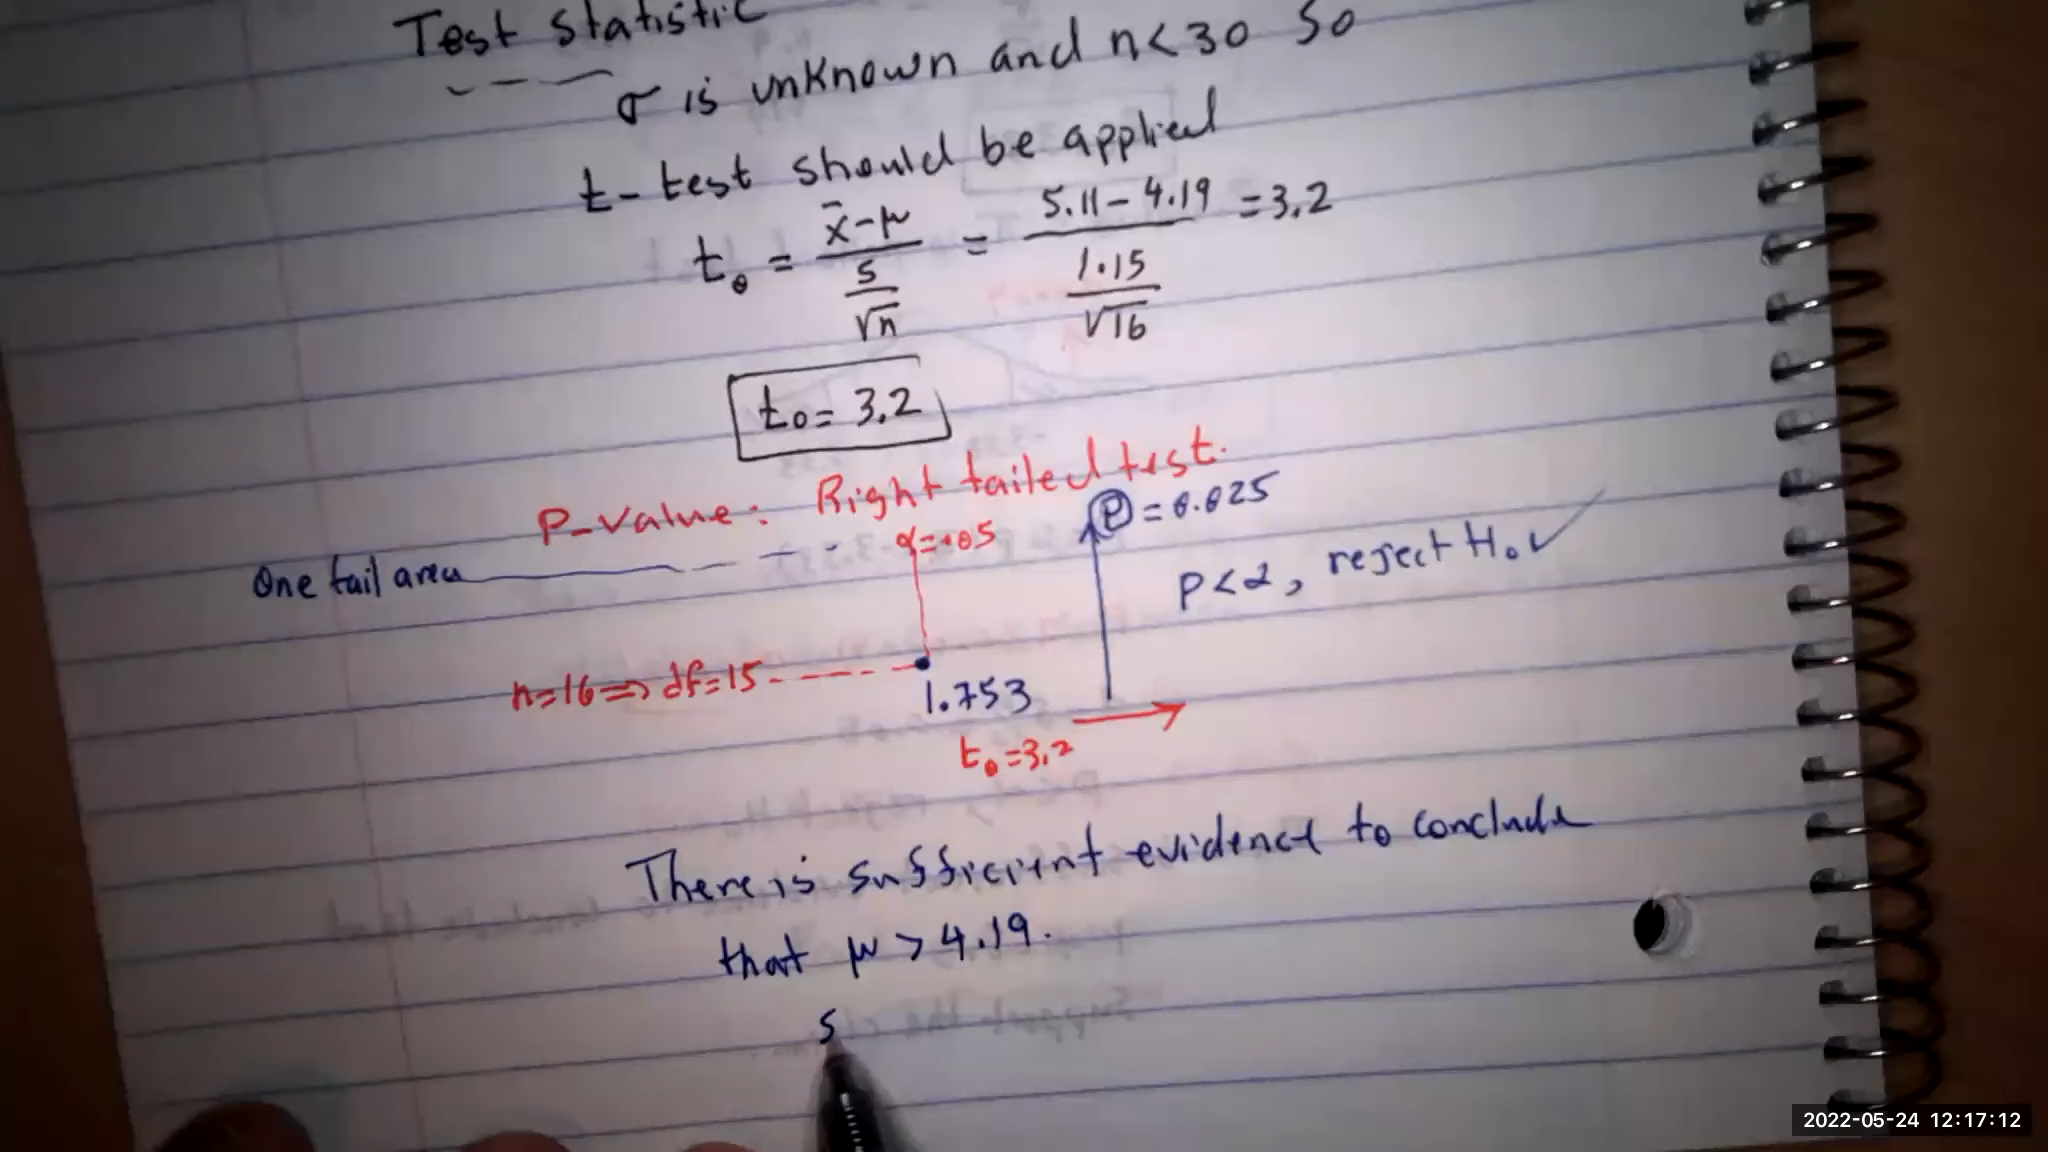 Test statistic
σ is unknown and n<30 So
t-test should be applied
t₀ = x̄-μ / s/√n = 5.11-4.19 / 1.15/√16 = 3.2
t₀= 3.2
P-value: Right tailed test.
One tail area α=.05 P = 0.025
P<α, reject H₀ ✓
n=16⇒ df=15 1.753
t₀=3.2
There is sufficient evidence to conclude
that μ > 4.19.
S
2022-05-24 12:17:12